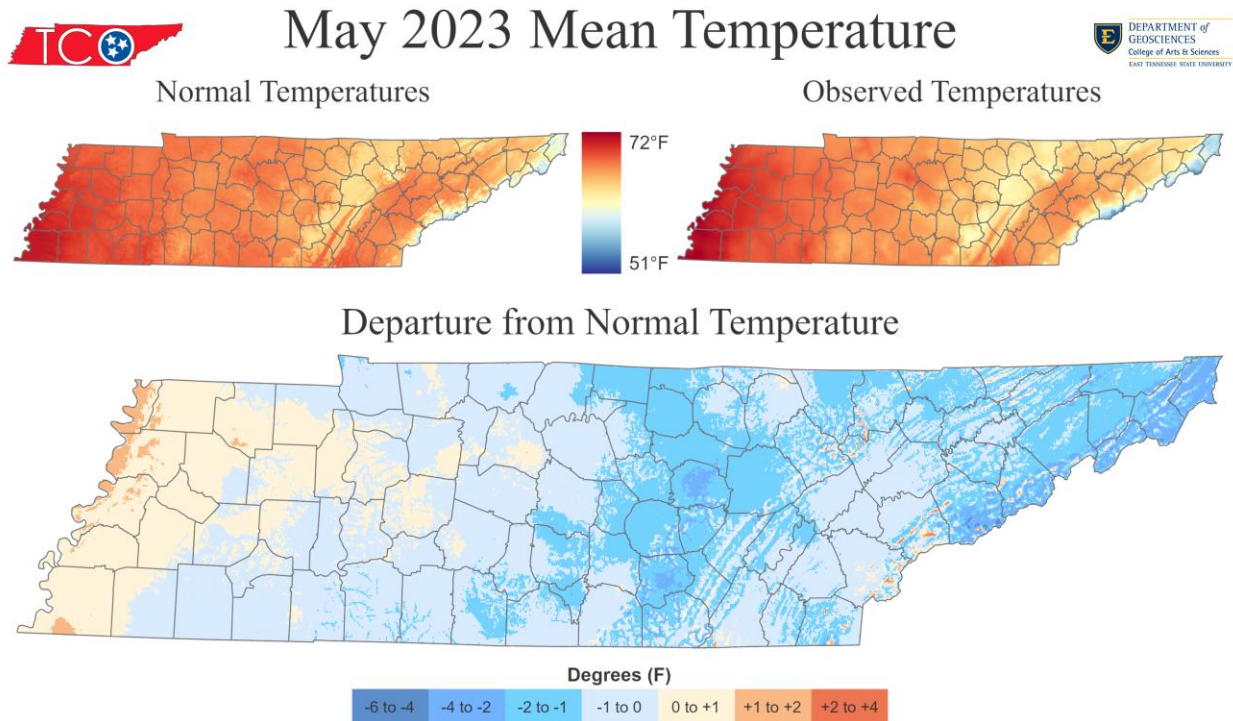 TCO
May 2023 Mean Temperature
E
DEPARTMENT of
GEOSCIENCES
College of Arts & Sciences
EAST TENNESSEE STATE UNIVERSITY
Normal Temperatures
Observed Temperatures
72°F
51°F
Departure from Normal Temperature
Degrees (F)
-6 to -4 -4 to -2 -2 to -1 -1 to 0 0 to +1 +1 to +2 +2 to +4